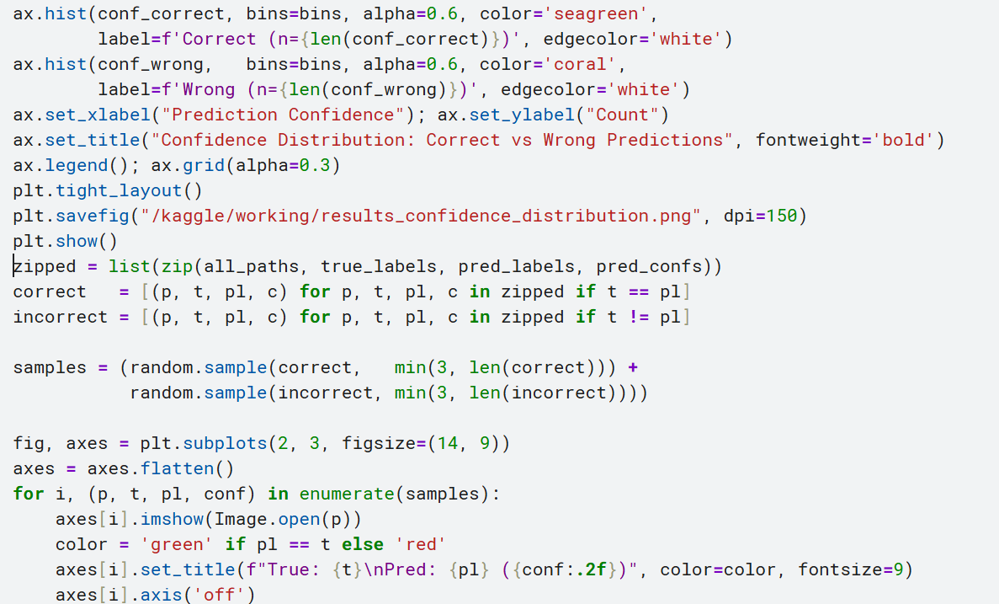 ax.hist(conf_correct, bins=bins, alpha=0.6, color='seagreen',
        label=f'Correct (n={len(conf_correct)})', edgecolor='white')
ax.hist(conf_wrong,   bins=bins, alpha=0.6, color='coral',
        label=f'Wrong (n={len(conf_wrong)})', edgecolor='white')
ax.set_xlabel("Prediction Confidence"); ax.set_ylabel("Count")
ax.set_title("Confidence Distribution: Correct vs Wrong Predictions", fontweight='bold')
ax.legend(); ax.grid(alpha=0.3)
plt.tight_layout()
plt.savefig("/kaggle/working/results_confidence_distribution.png", dpi=150)
plt.show()
zipped = list(zip(all_paths, true_labels, pred_labels, pred_confs))
correct   = [(p, t, pl, c) for p, t, pl, c in zipped if t == pl]
incorrect = [(p, t, pl, c) for p, t, pl, c in zipped if t != pl]

samples = (random.sample(correct,   min(3, len(correct))) +
           random.sample(incorrect, min(3, len(incorrect))))

fig, axes = plt.subplots(2, 3, figsize=(14, 9))
axes = axes.flatten()
for i, (p, t, pl, conf) in enumerate(samples):
    axes[i].imshow(Image.open(p))
    color = 'green' if pl == t else 'red'
    axes[i].set_title(f"True: {t}\nPred: {pl} ({conf:.2f})", color=color, fontsize=9)
    axes[i].axis('off')